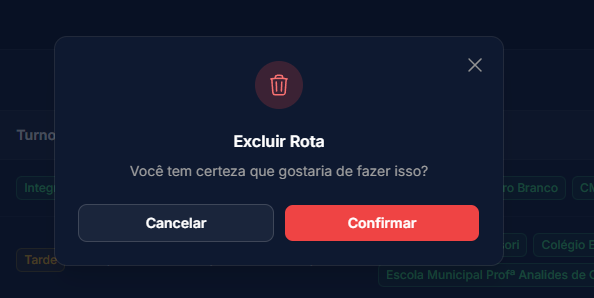 Excluir Rota
Você tem certeza que gostaria de fazer isso?
Cancelar
Confirmar
Turno
Tarde
Branco
Colégio
Escola Municipal Profª Analides de